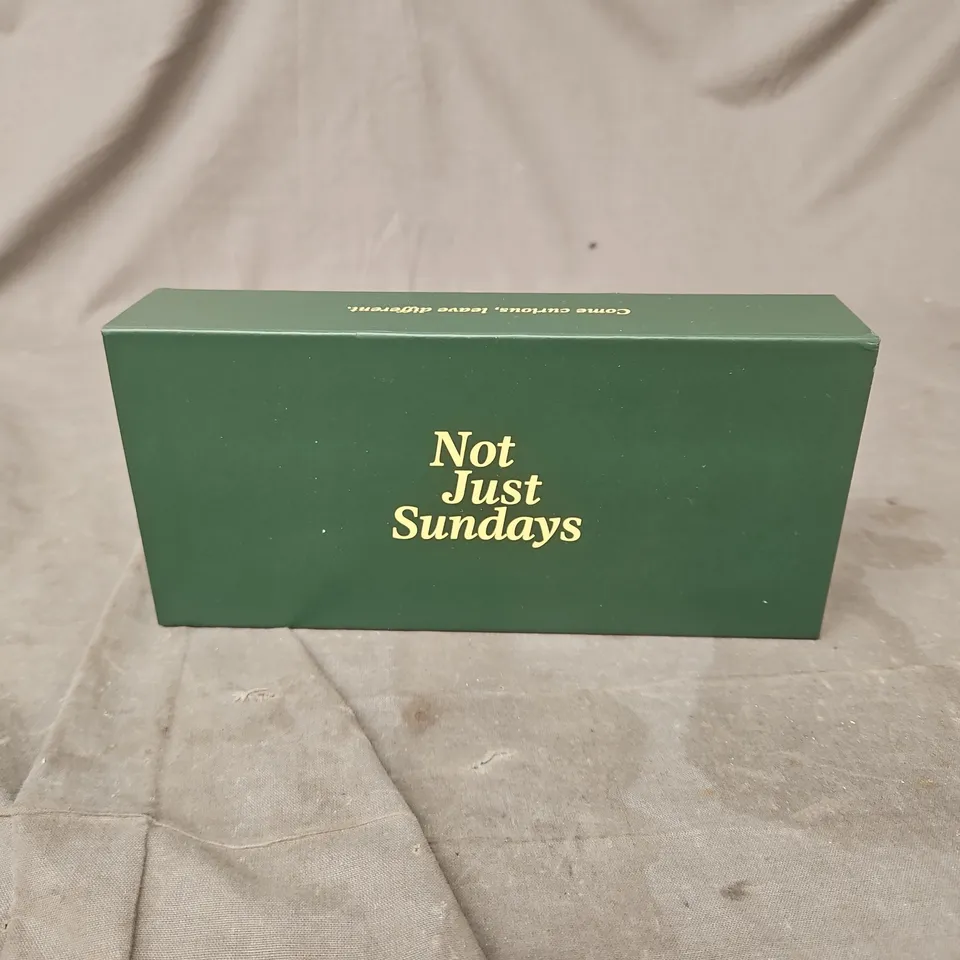 Come curious, leave different.
Not
Just
Sundays